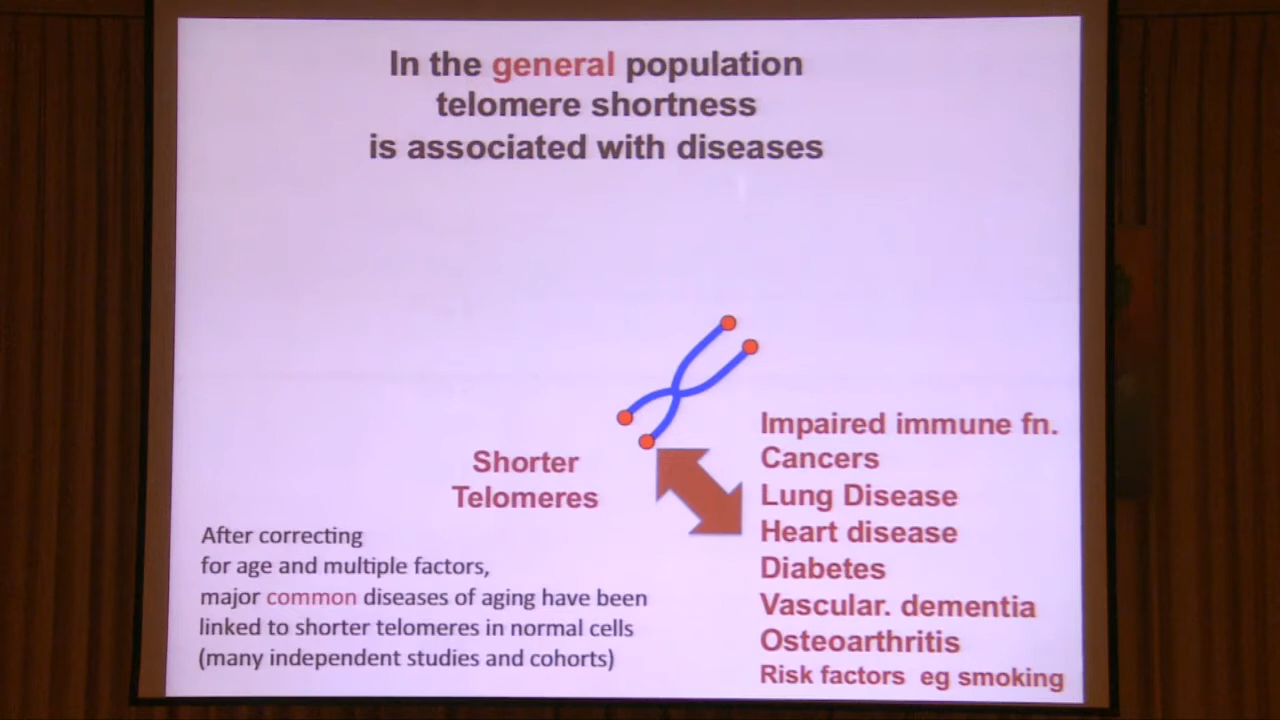 In the general population
telomere shortness
is associated with diseases
Shorter
Telomeres
After correcting
for age and multiple factors,
major common diseases of aging have been
linked to shorter telomeres in normal cells
(many independent studies and cohorts)
Impaired immune fn.
Cancers
Lung Disease
Heart disease
Diabetes
Vascular. dementia
Osteoarthritis
Risk factors eg smoking